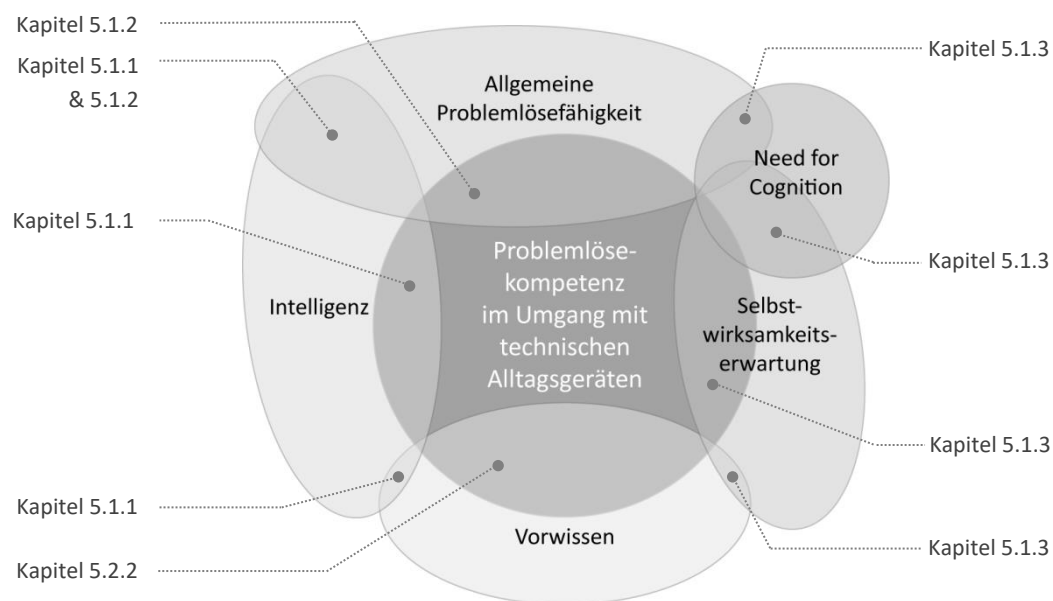 Kapitel 5.1.2
Kapitel 5.1.1
& 5.1.2
Kapitel 5.1.1
Kapitel 5.1.1
Kapitel 5.2.2
Allgemeine
Problemlösefähigkeit
Need for
Cognition
Intelligenz
Problemlöse-
kompetenz
im Umgang mit
technischen
Alltagsgeräten
Selbst-
wirksamkeits-
erwartung
Vorwissen
Kapitel 5.1.3
Kapitel 5.1.3
Kapitel 5.1.3
Kapitel 5.1.3